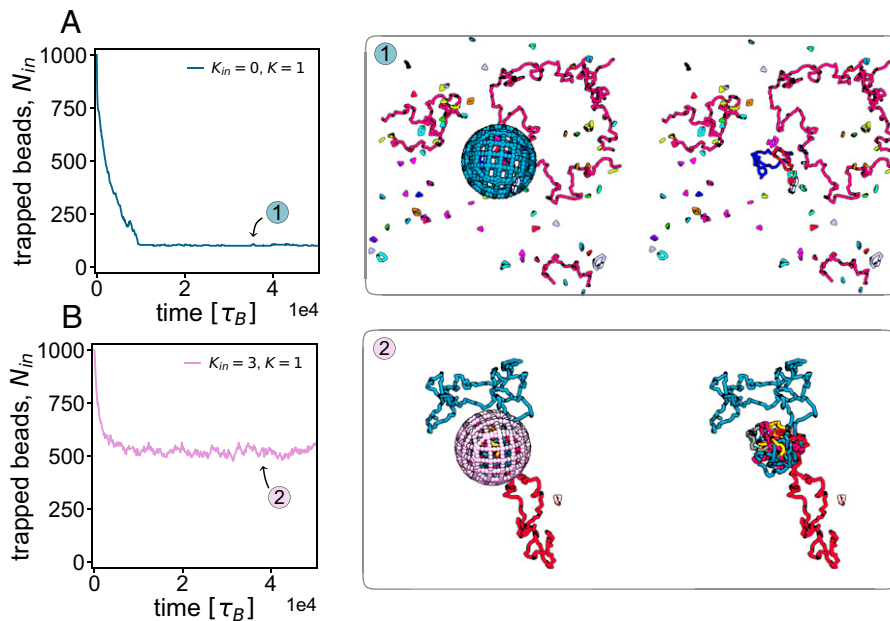 A
1000
750
500
250
0
trapped beads, N_in
K_in = 0, K = 1
1
0
2
4
1e4
time [τ_B]
1
B
1000
750
500
250
0
trapped beads, N_in
K_in = 3, K = 1
2
0
2
4
1e4
time [τ_B]
2